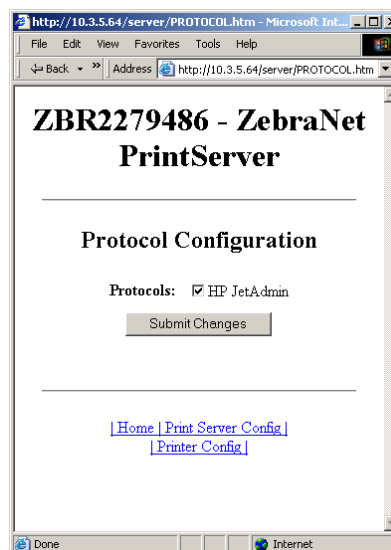 http://10.3.5.64/server/PROTOCOL.htm - Microsoft Int...
File Edit View Favorites Tools Help
Back » Address http://10.3.5.64/server/PROTOCOL.htm
ZBR2279486 - ZebraNet
PrintServer
Protocol Configuration
Protocols: HP JetAdmin
Submit Changes
| Home | Print Server Config |
| Printer Config |
Done Internet